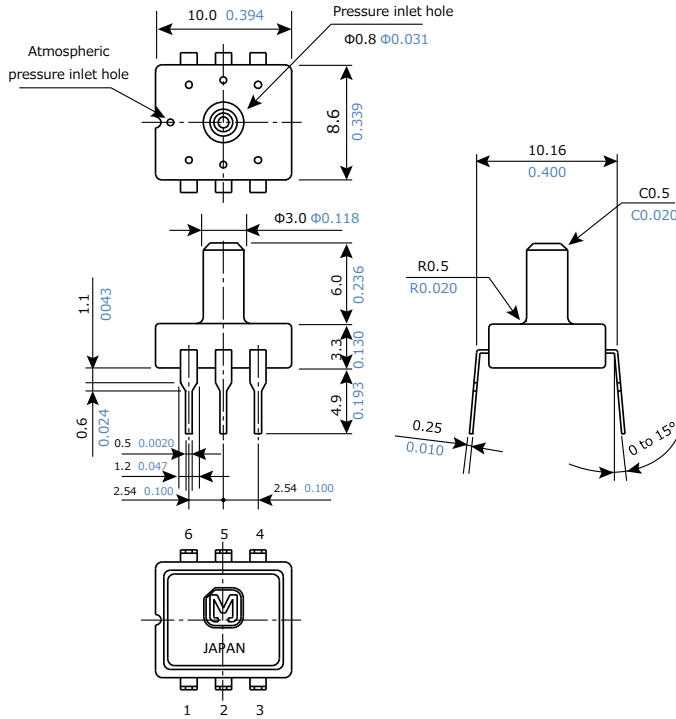 10.0 0.394
Pressure inlet hole
Φ0.8 Φ0.031
Atmospheric
pressure inlet hole
8.6
0.339
10.16
0.400
C0.5
C0.020
Φ3.0 Φ0.118
R0.5
R0.020
6.0
0.236
1.1
0043
3.3
0.130
4.9
0.193
0.6
0.024
0.5 0.0020
1.2 0.047
2.54 0.100
2.54 0.100
0.25
0.010
0 to 15°
6 5 4
M
JAPAN
1 2 3